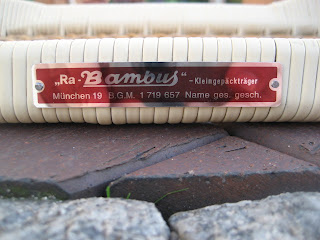 „Ra-Bambus“-Kleingepäckträger
München 19 B.G.M. 1 719 657 Name ges. gesch.